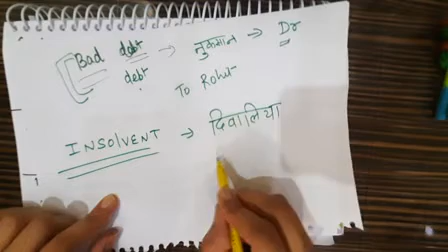 Bad debt → नुकसान → Dr
debt To Rohit
INSOLVENT → दिवालिया